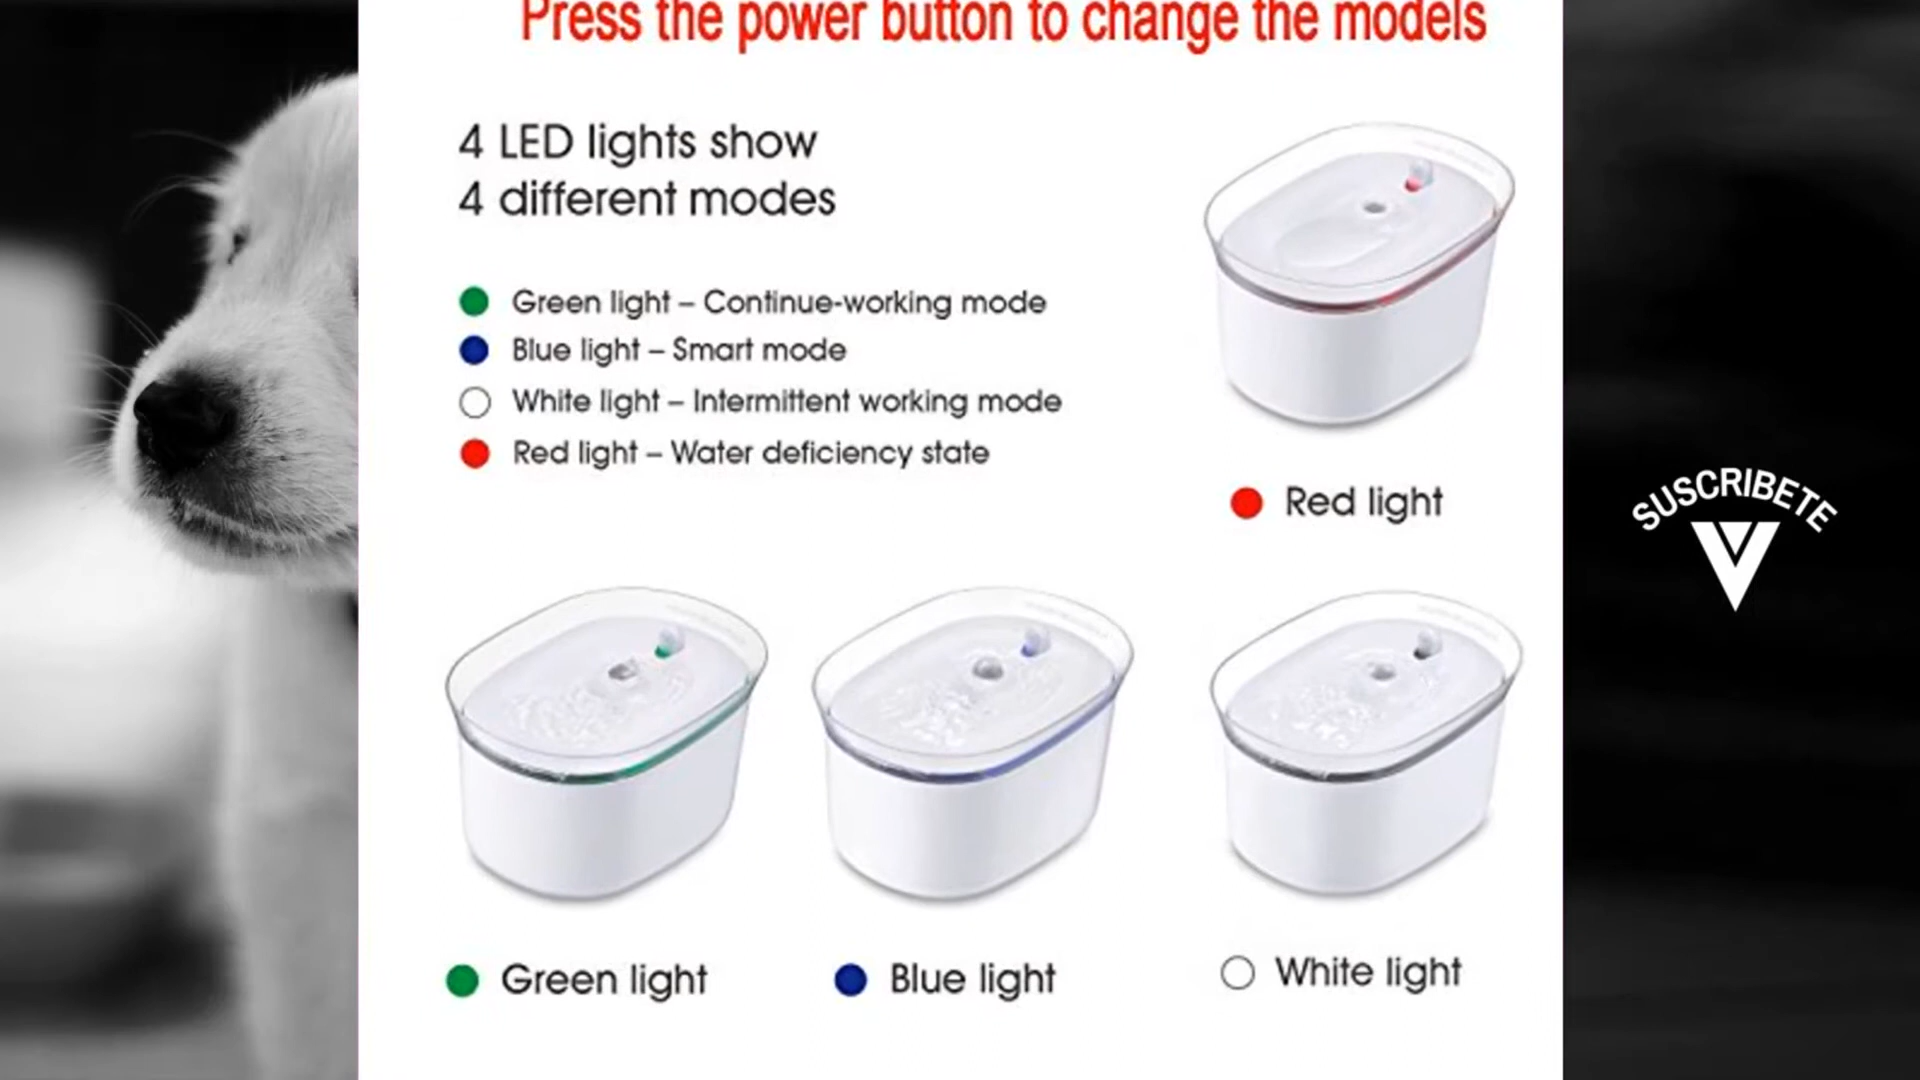 Press the power button to change the models
4 LED lights show
4 different modes
Green light – Continue-working mode
Blue light – Smart mode
White light – Intermittent working mode
Red light – Water deficiency state
Red light
SUSCRIBETE
Green light
Blue light
White light